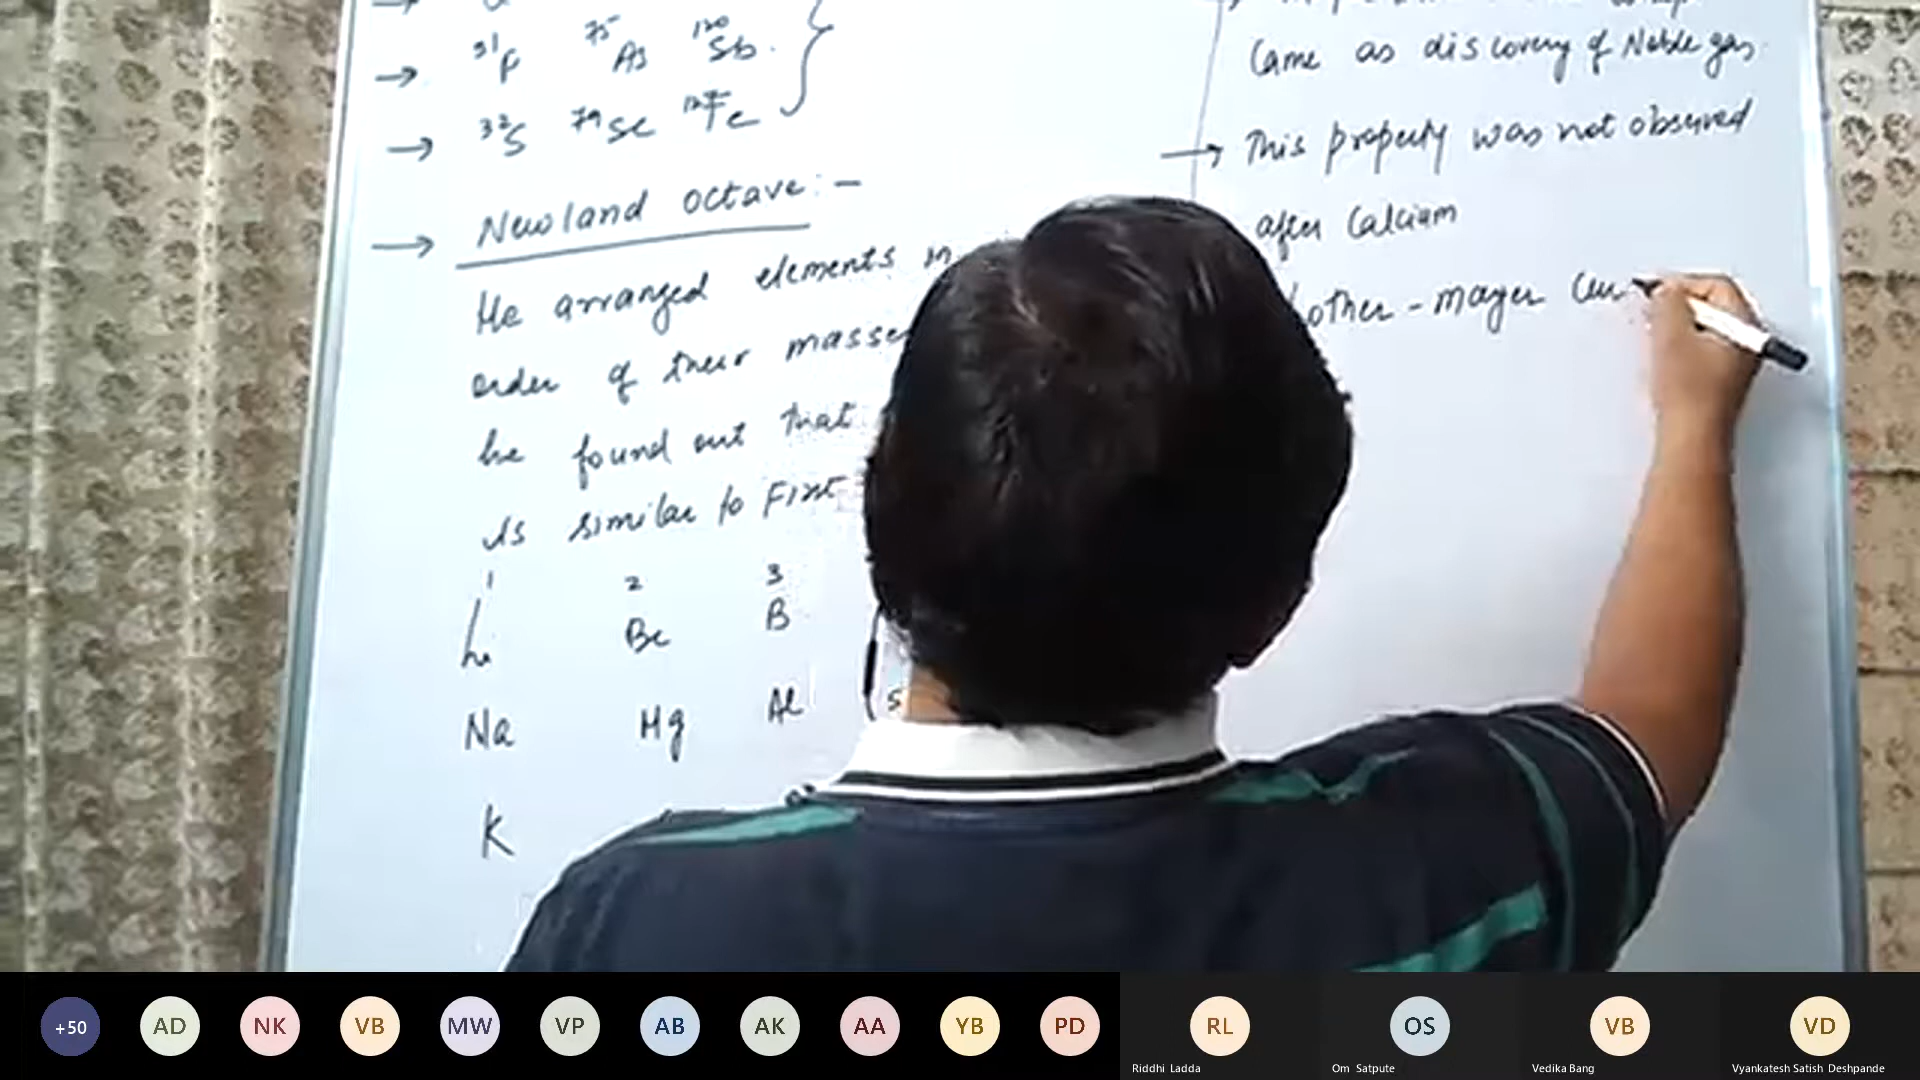 → ³¹P ⁷⁵As ¹²⁰Sb.
→ ³²S ⁷⁹Se ¹²⁷Te
→ Newland octave:-
He arranged elements in
order of their masse
he found out that
is similar to First
1 2 3
Li Be B
Na Mg Al S
K
Came as discovery of Noble gas
→ This property was not observed
after Calcium
lother-mayer Cur
+50 AD NK VB MW VP AB AK AA YB PD RL OS VB VD
Riddhi Ladda Om Satpute Vedika Bang Vyankatesh Satish Deshpande